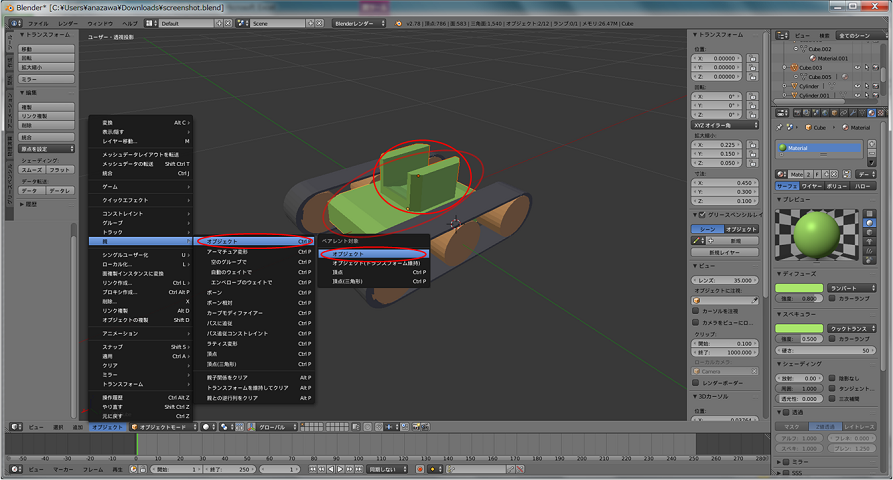 Blender* [C:¥Users¥anazawa¥Downloads¥screenshot.blend]
ファイル レンダー ウィンドウ ヘルプ Default Scene Blenderレンダー v2.78 | 頂点:786 | 面:583 | 三角面:1,540 | オブジェクト:2/12 | ランプ:0/1 | メモリ:26.47M | Cube
▼トランスフォーム
移動
回転
拡大縮小
ミラー
▼編集
複製
リンク複製
削除
統合
原点を設定
シェーディング:
スムーズ フラット
データ転送:
データ データレ
▶履歴
ユーザー・透視投影
変換 Alt C
表示/隠す
レイヤー移動... M
メッシュデータレイアウトを転送
メッシュデータの転送 Shift Ctrl T
統合 Ctrl J
ゲーム
クイックエフェクト
コンストレイント
グループ
トラック
親
シングルユーザー化 U
ローカル化... L
面複製インスタンスに変換
リンク作成... Ctrl L
プロキシ作成... Ctrl Alt P
削除... X
リンク複製 Alt D
オブジェクトの複製 Shift D
アニメーション
スナップ Shift S
適用 Ctrl A
クリア
ミラー
トランスフォーム
操作履歴 Ctrl Alt Z
やり直す Shift Ctrl Z
元に戻す Ctrl Z
オブジェクト Ctrl P
アーマチュア変形 Ctrl P
空のグループで Ctrl P
自動のウェイトで Ctrl P
エンベロープのウェイトで Ctrl P
ボーン Ctrl P
ボーン相対 Ctrl P
カーブモディファイアー Ctrl P
パスに追従 Ctrl P
パス追従コンストレイント Ctrl P
ラティス変形 Ctrl P
頂点 Ctrl P
頂点(三角形) Ctrl P
親子関係をクリア Alt P
トランスフォームを維持してクリア Alt P
親との逆行列をクリア Alt P
ペアレント対象
オブジェクト
オブジェクト(トランスフォーム維持)
頂点 Ctrl P
頂点(三角形) Ctrl P
ビュー 選択 追加 オブジェクト オブジェクトモード グローバル
▼トランスフォーム
位置:
X: 0.00000
Y: 0.00000
Z: 0.00000
回転:
X: 0°
Y: 0°
Z: 0°
XYZ オイラー角
拡大縮小:
X: 0.225
Y: 0.150
Z: 0.050
寸法:
X: 0.450
Y: 0.300
Z: 0.100
▼グリースペンシルレイ
シーン オブジェクト
新規
新規レイヤー
▼ビュー
レンズ: 35.000
オブジェクトに注視:
カーソルを注視
カメラをビューにロ
クリップ:
開始: 0.100
終了: 1000.000
ローカルカメラ:
Camera
レンダーボーダー
▼3Dカーソル
ビュー 検索 全てのシーン
Cube.002
Material.001
Cube.003
Cube.005
Cylinder
Cylinder.001
Cube Material
Material
Mate 2 F デー
サーフェ ワイヤー ボリュー ハロー
▼プレビュー
▼ディフューズ
ランバート
強度: 0.800 カラーランプ
▼スペキュラー
クックトランス
強度: 0.500 カラーランプ
硬さ: 50
▼シェーディング
放射: 0.00 陰影なし
アンビ: 1.000 タンジェント
透光性: 0.000 三次補間
▼透過
マスク Z値透過 レイトレース
アルフ: 1.000 フレネ: 0.000
スペキ: 1.000 ブレ: 1.250
▶ミラー
▶SSS
-50 -40 -30 -20 -10 0 10 20 30 40 50 60 70 80 90 100 110 120 130 140 150 160 170 180 190 200 210 220 230 240 250 260 270 280
ビュー マーカー フレーム 再生 開始: 1 終了: 250 1 同期しない